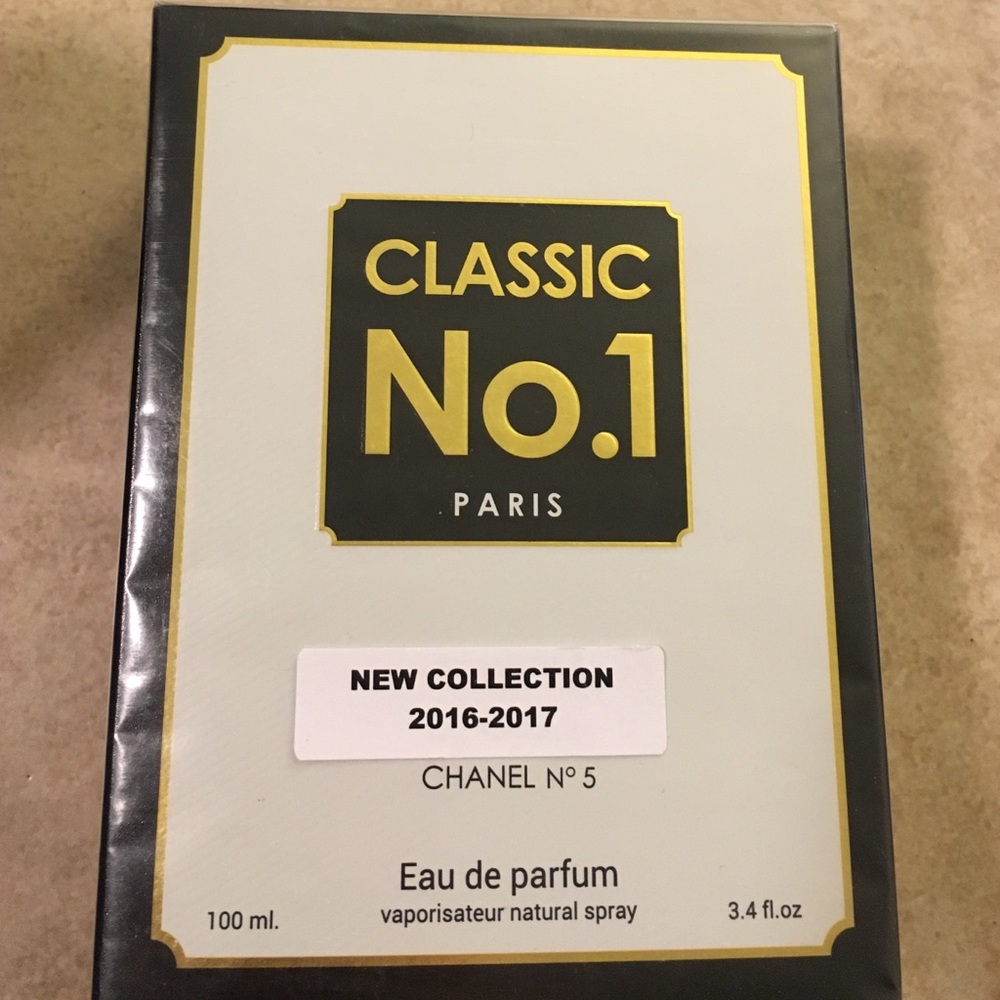 CLASSIC
No.1
PARIS
NEW COLLECTION
2016-2017
CHANEL Nº 5
Eau de parfum
100 ml.
vaporisateur natural spray
3.4 fl.oz